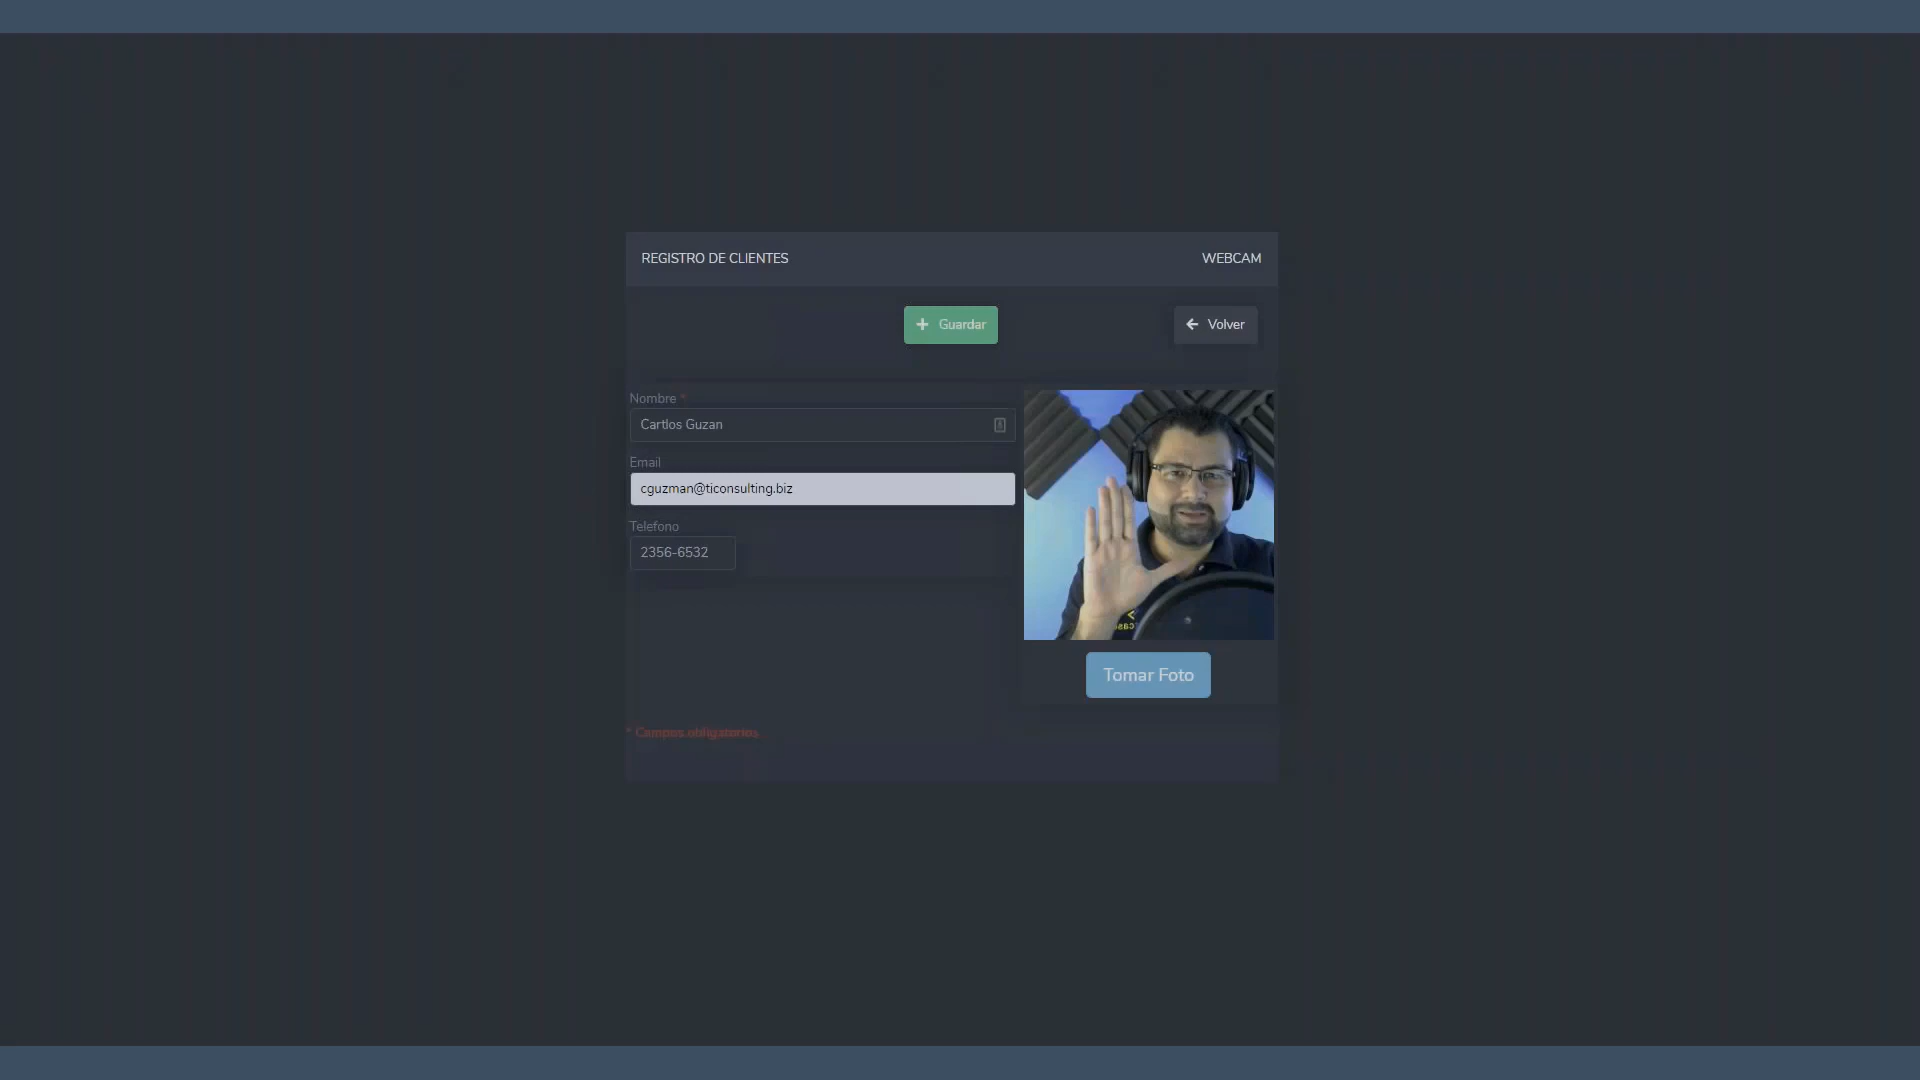 REGISTRO DE CLIENTES
WEBCAM
Guardar
Volver
Nombre *
Cartlos Guzan
Email
cguzman@ticonsulting.biz
Telefono
2356-6532
Tomar Foto
* Campos obligatorios